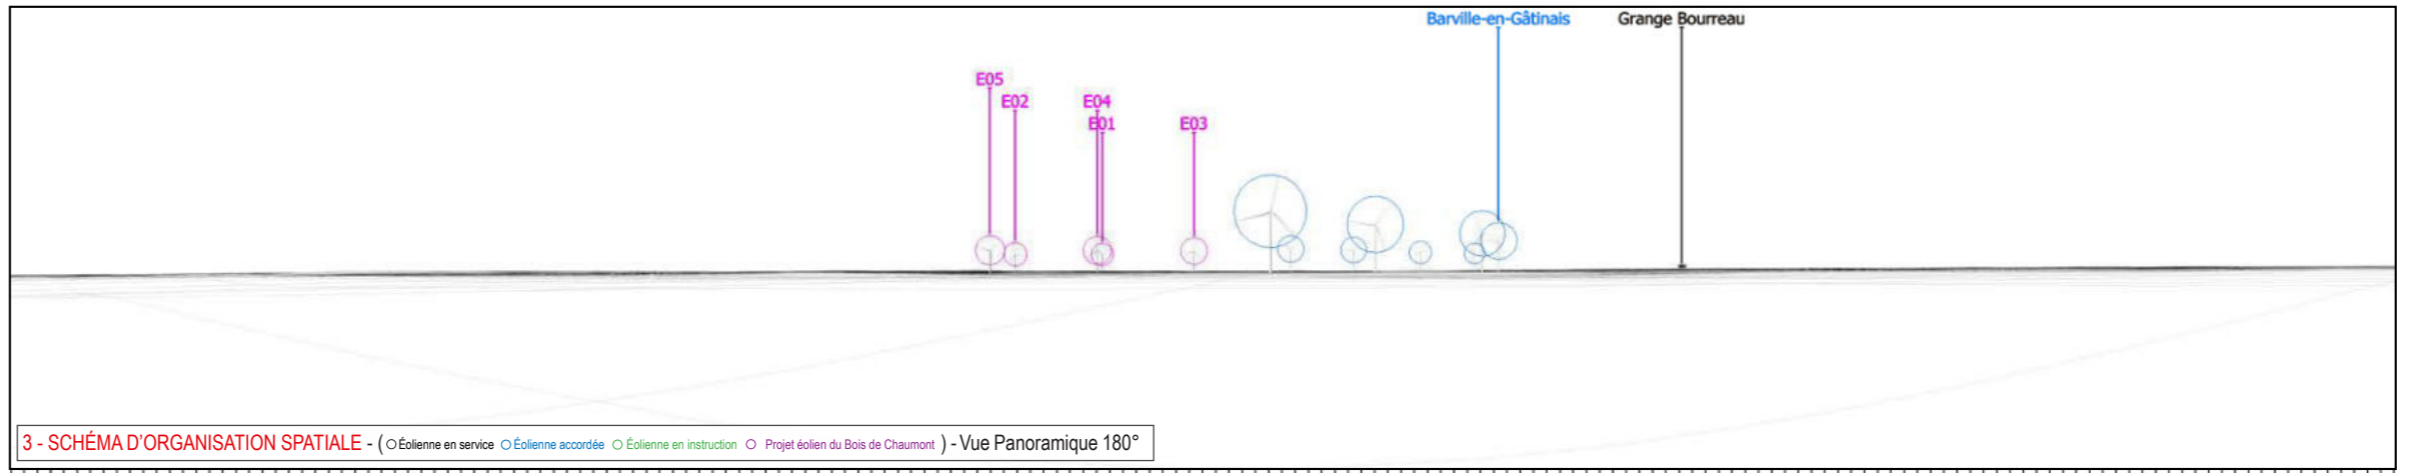 Barville-en-Gâtinais Grange Bourreau
E05
E02 E04
E01 E03
3 - SCHÉMA D'ORGANISATION SPATIALE - ( Éolienne en service Éolienne accordée Éolienne en instruction Projet éolien du Bois de Chaumont ) - Vue Panoramique 180°